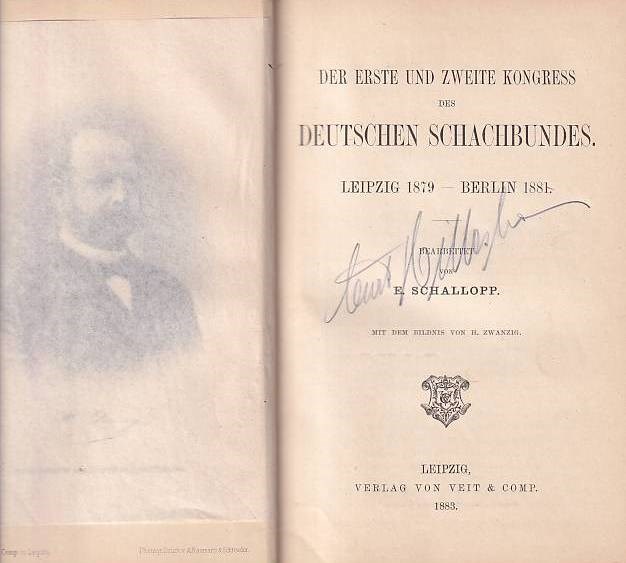 DER ERSTE UND ZWEITE KONGRESS
DES
DEUTSCHEN SCHACHBUNDES.
LEIPZIG 1879 — BERLIN 1881.
BEARBEITET
VON
E. SCHALLOPP.
MIT DEM BILDNIS VON H. ZWANZIG.
LEIPZIG,
VERLAG VON VEIT & COMP.
1883.